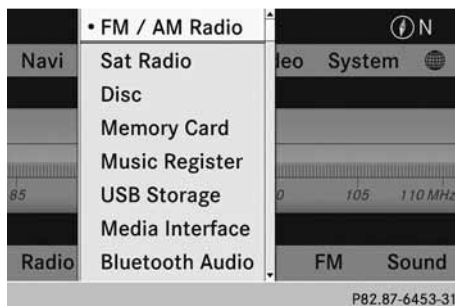 • FM / AM Radio
N
Navi
Sat Radio
leo
System
Disc
Memory Card
Music Register
85
USB Storage
0
105
110 MHz
Media Interface
Radio
Bluetooth Audio
FM
Sound
P82.87-6453-31